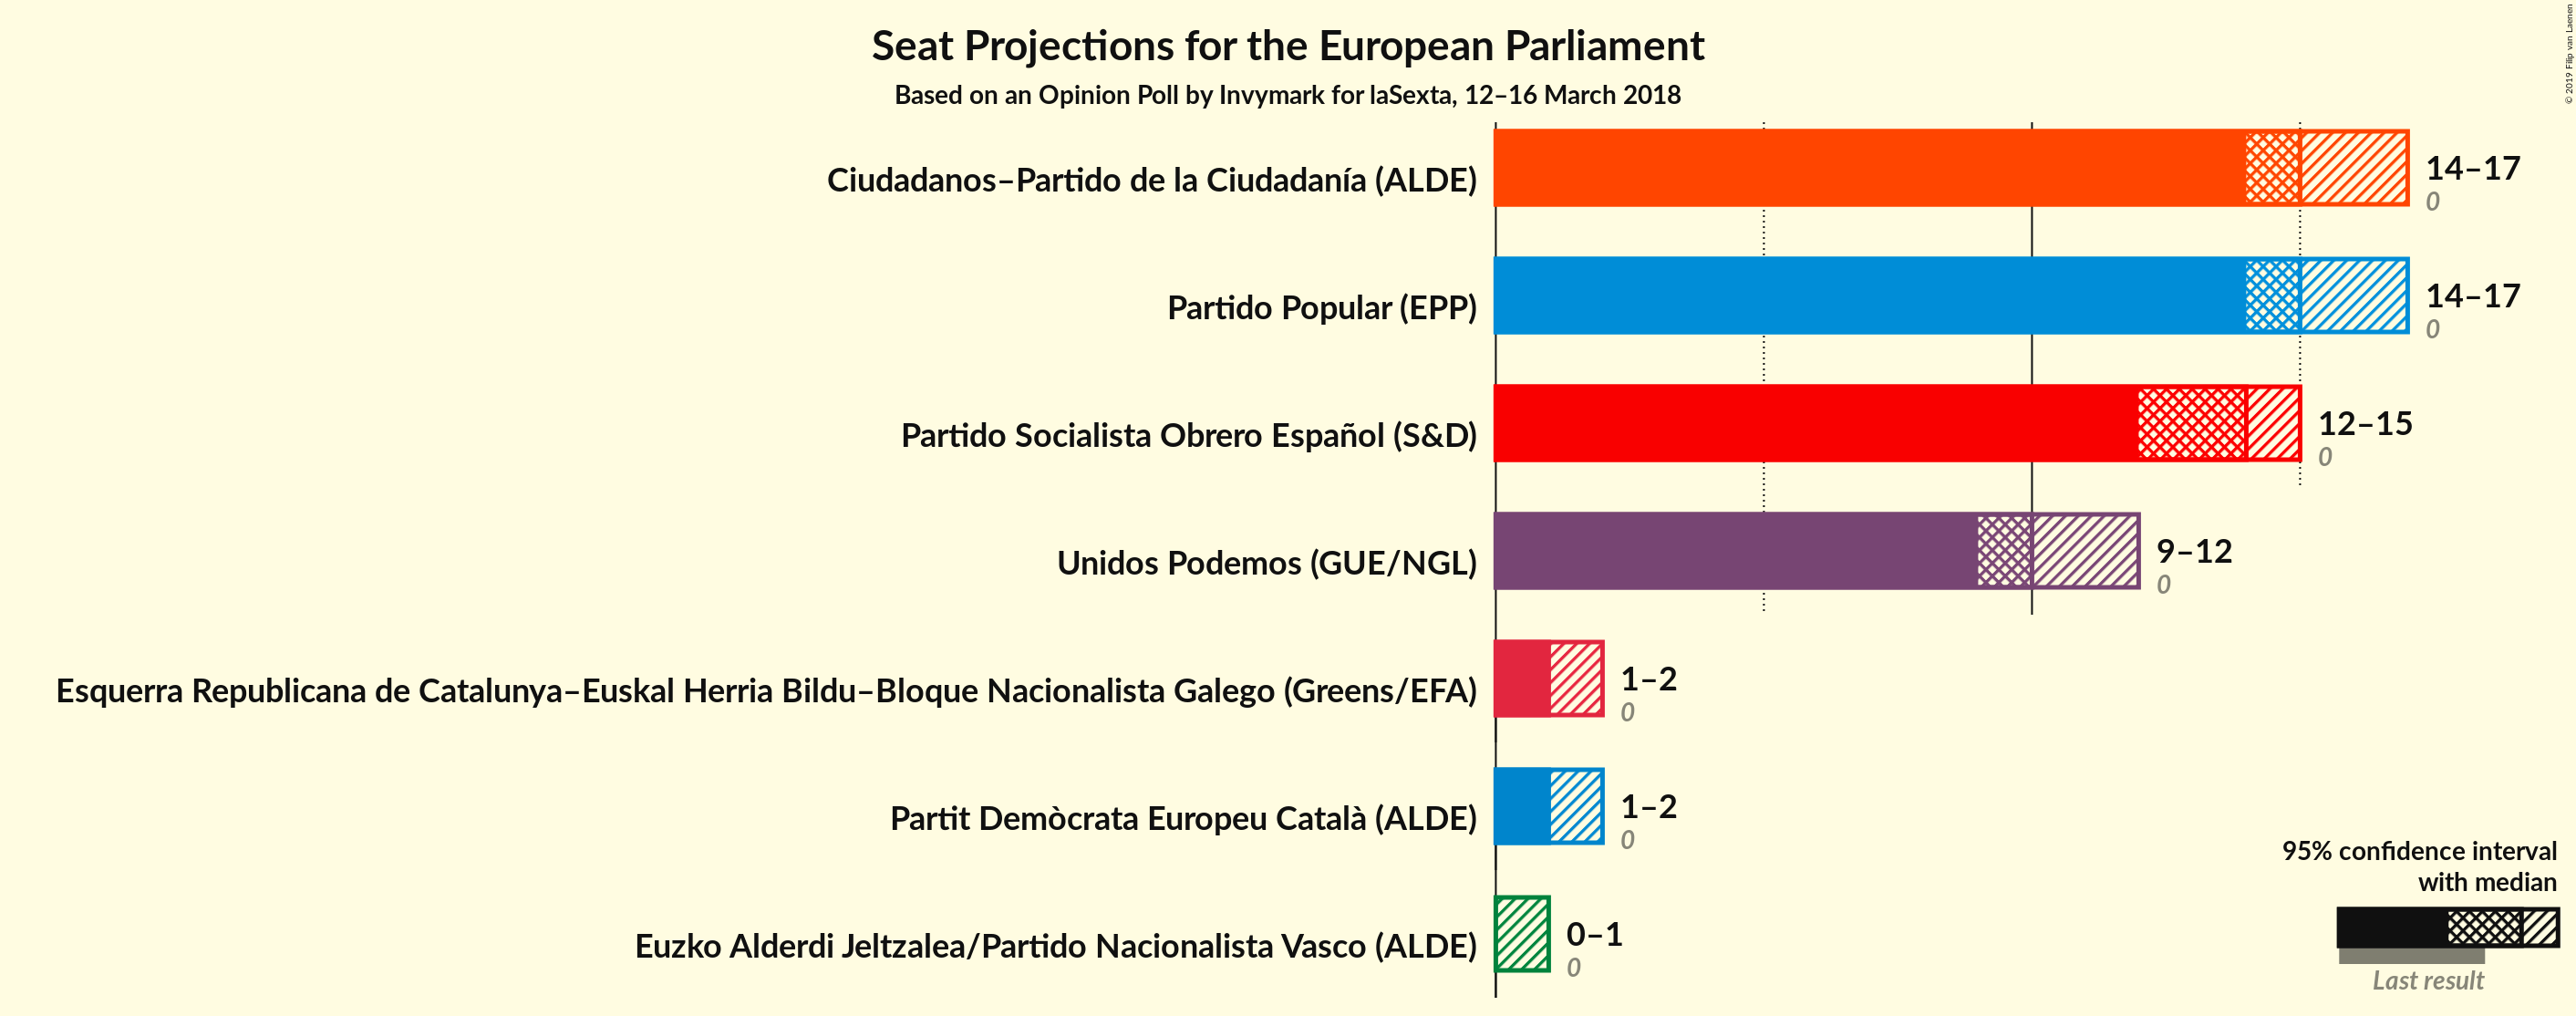 Seat Projections for the European Parliament
Based on an Opinion Poll by Invymark for laSexta, 12–16 March 2018
© 2019 Filip van Laenen
Ciudadanos–Partido de la Ciudadanía (ALDE)
14–17
0
Partido Popular (EPP)
14–17
0
Partido Socialista Obrero Español (S&D)
12–15
0
Unidos Podemos (GUE/NGL)
9–12
0
Esquerra Republicana de Catalunya–Euskal Herria Bildu–Bloque Nacionalista Galego (Greens/EFA)
1–2
0
Partit Demòcrata Europeu Català (ALDE)
1–2
0
Euzko Alderdi Jeltzalea/Partido Nacionalista Vasco (ALDE)
0–1
0
95% confidence interval
with median
Last result